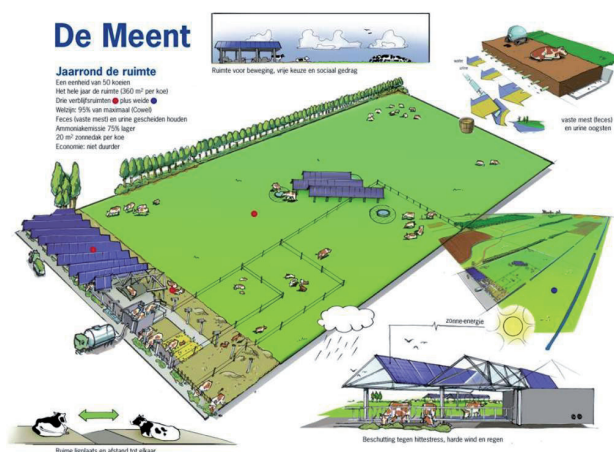 De Meent
Jaarrond de ruimte
Een eenheid van 50 koeien
Het hele jaar de ruimte (360 m² per koe)
Drie verblijfsruimten plus weide
Welzijn: 95% van maximaal (Cowel)
Feces (vaste mest) en urine gescheiden houden
Ammoniakemissie 75% lager
20 m² zonnedak per koe
Economie: niet duurder
Ruimte voor beweging, vrije keuze en sociaal gedrag
vaste mest (feces)
en urine oogsten
zonne-energie
Beschutting tegen hittestress, harde wind en regen
Ruime ligplaats en afstand tot elkaar